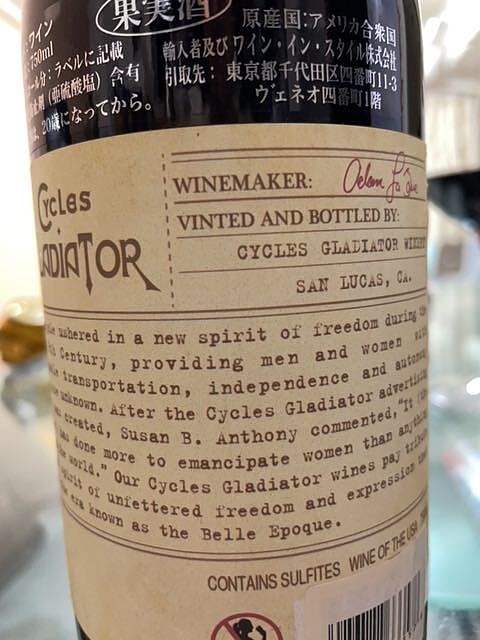 果実酒
ワイン
750ml
ラベルに記載
(亜硫酸塩)含有
20歳になってから。
原産国:アメリカ合衆国
輸入者及び ワイン・イン・スタイル株式会社
引取先: 東京都千代田区四番町11-3
ヴェネオ四番町1階
Cycles
GLADIATOR
WINEMAKER:
VINTED AND BOTTLED BY:
CYCLES GLADIATOR WINERY
SAN LUCAS, CA.
ushered in a new spirit of freedom during the
Century, providing men and women with
transportation, independence and
unknown. After the Cycles Gladiator
created, Susan B. Anthony commented, "It
has done more to emancipate women than
the world." Our Cycles Gladiator wines pay
spirit of unfettered freedom and expression
era known as the Belle Epoque.
CONTAINS SULFITES WINE OF THE USA